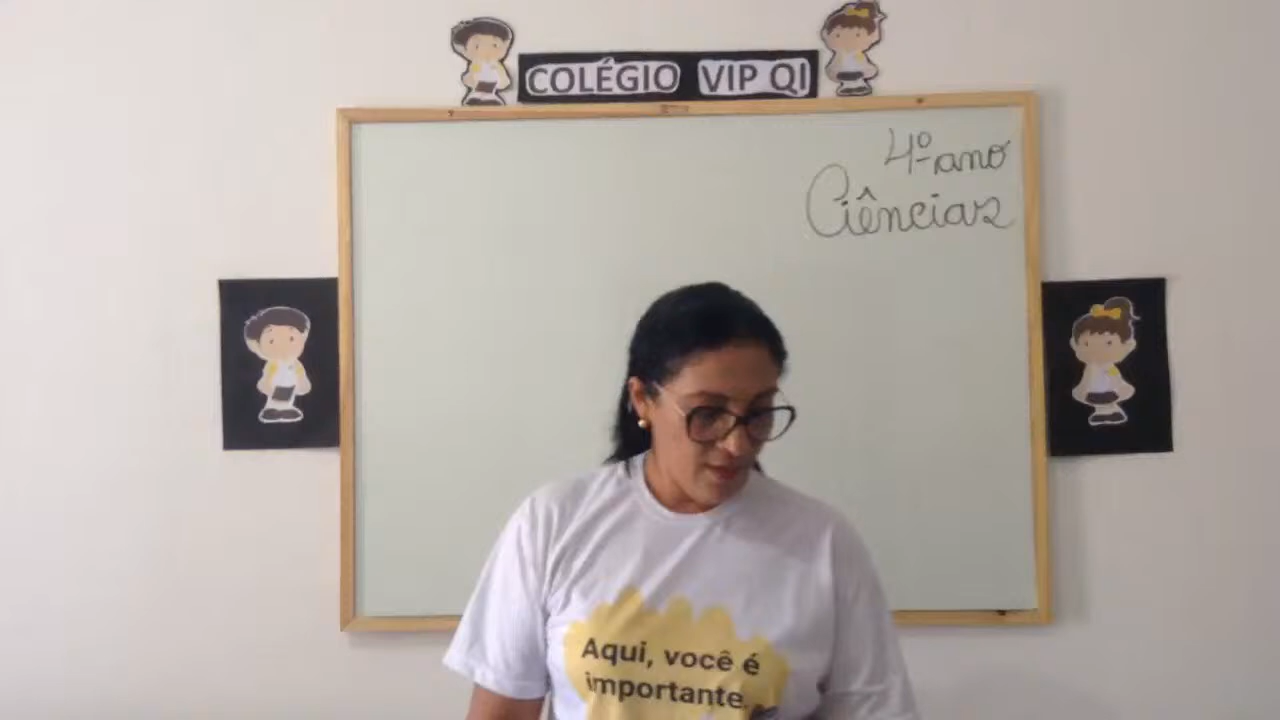 COLÉGIO VIP QI
4º ano
Ciências
Aqui, você é
importante.